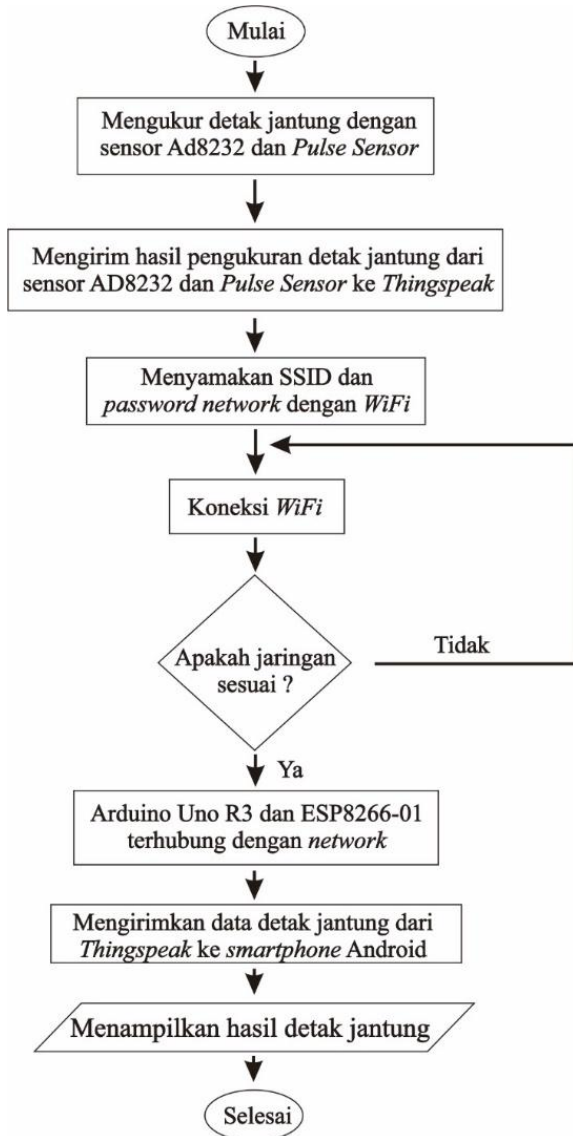 Mulai
Mengukur detak jantung dengan
sensor Ad8232 dan Pulse Sensor
Mengirim hasil pengukuran detak jantung dari
sensor AD8232 dan Pulse Sensor ke Thingspeak
Menyamakan SSID dan
password network dengan WiFi
Koneksi WiFi
Apakah jaringan
sesuai ?
Tidak
Ya
Arduino Uno R3 dan ESP8266-01
terhubung dengan network
Mengirimkan data detak jantung dari
Thingspeak ke smartphone Android
Menampilkan hasil detak jantung
Selesai